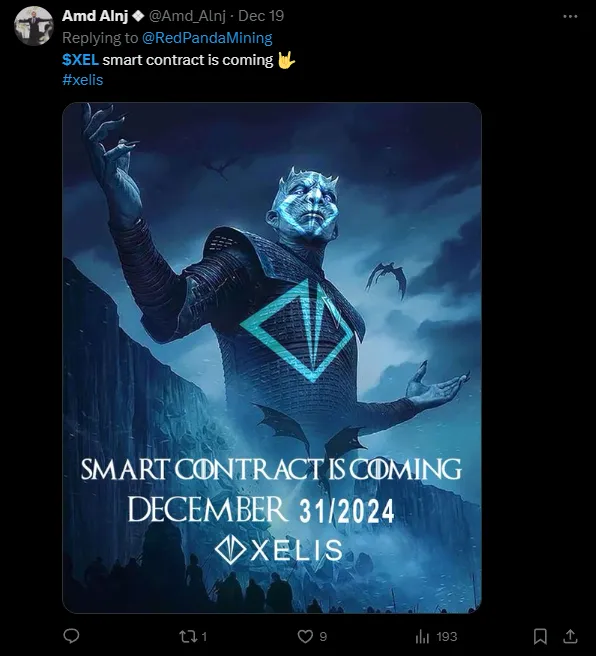 Amd Alnj ◆ @Amd_Alnj · Dec 19
Replying to @RedPandaMining
$XEL smart contract is coming 🤟
#xelis
SMART CONTRACT IS COMING
DECEMBER 31/2024
XELIS
1 9 193